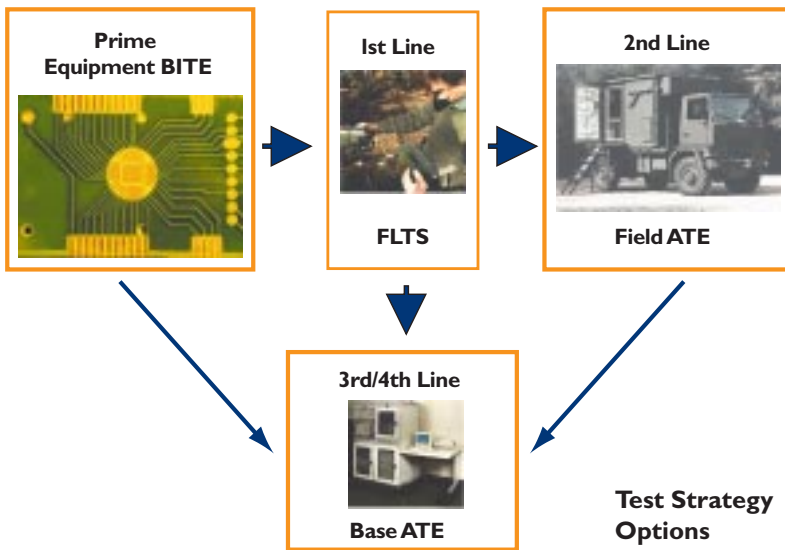 Prime
Equipment BITE
1st Line
FLTS
2nd Line
Field ATE
3rd/4th Line
Base ATE
Test Strategy
Options